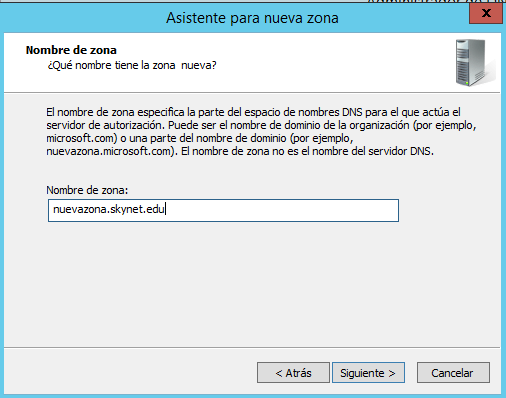 Asistente para nueva zona
x
Nombre de zona
¿Qué nombre tiene la zona nueva?
El nombre de zona especifica la parte del espacio de nombres DNS para el que actúa el
servidor de autorización. Puede ser el nombre de dominio de la organización (por ejemplo,
microsoft.com) o una parte del nombre de dominio (por ejemplo,
nuevazona.microsoft.com). El nombre de zona no es el nombre del servidor DNS.
Nombre de zona:
nuevazona.skynet.edu
< Atrás
Siguiente >
Cancelar